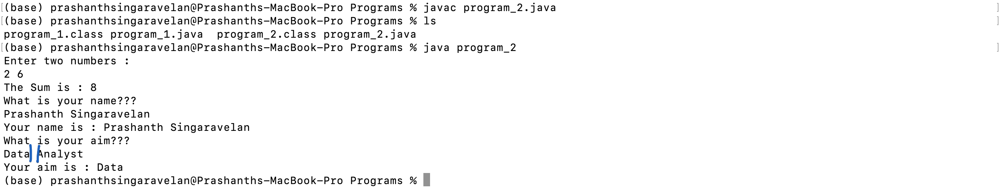 [(base) prashanthsingaravelan@Prashanths-MacBook-Pro Programs % javac program_2.java ]
[(base) prashanthsingaravelan@Prashanths-MacBook-Pro Programs % ls ]
program_1.class program_1.java  program_2.class program_2.java
[(base) prashanthsingaravelan@Prashanths-MacBook-Pro Programs % java program_2 ]
Enter two numbers :
2 6
The Sum is : 8
What is your name???
Prashanth Singaravelan
Your name is : Prashanth Singaravelan
What is your aim???
Data Analyst
Your aim is : Data
(base) prashanthsingaravelan@Prashanths-MacBook-Pro Programs %